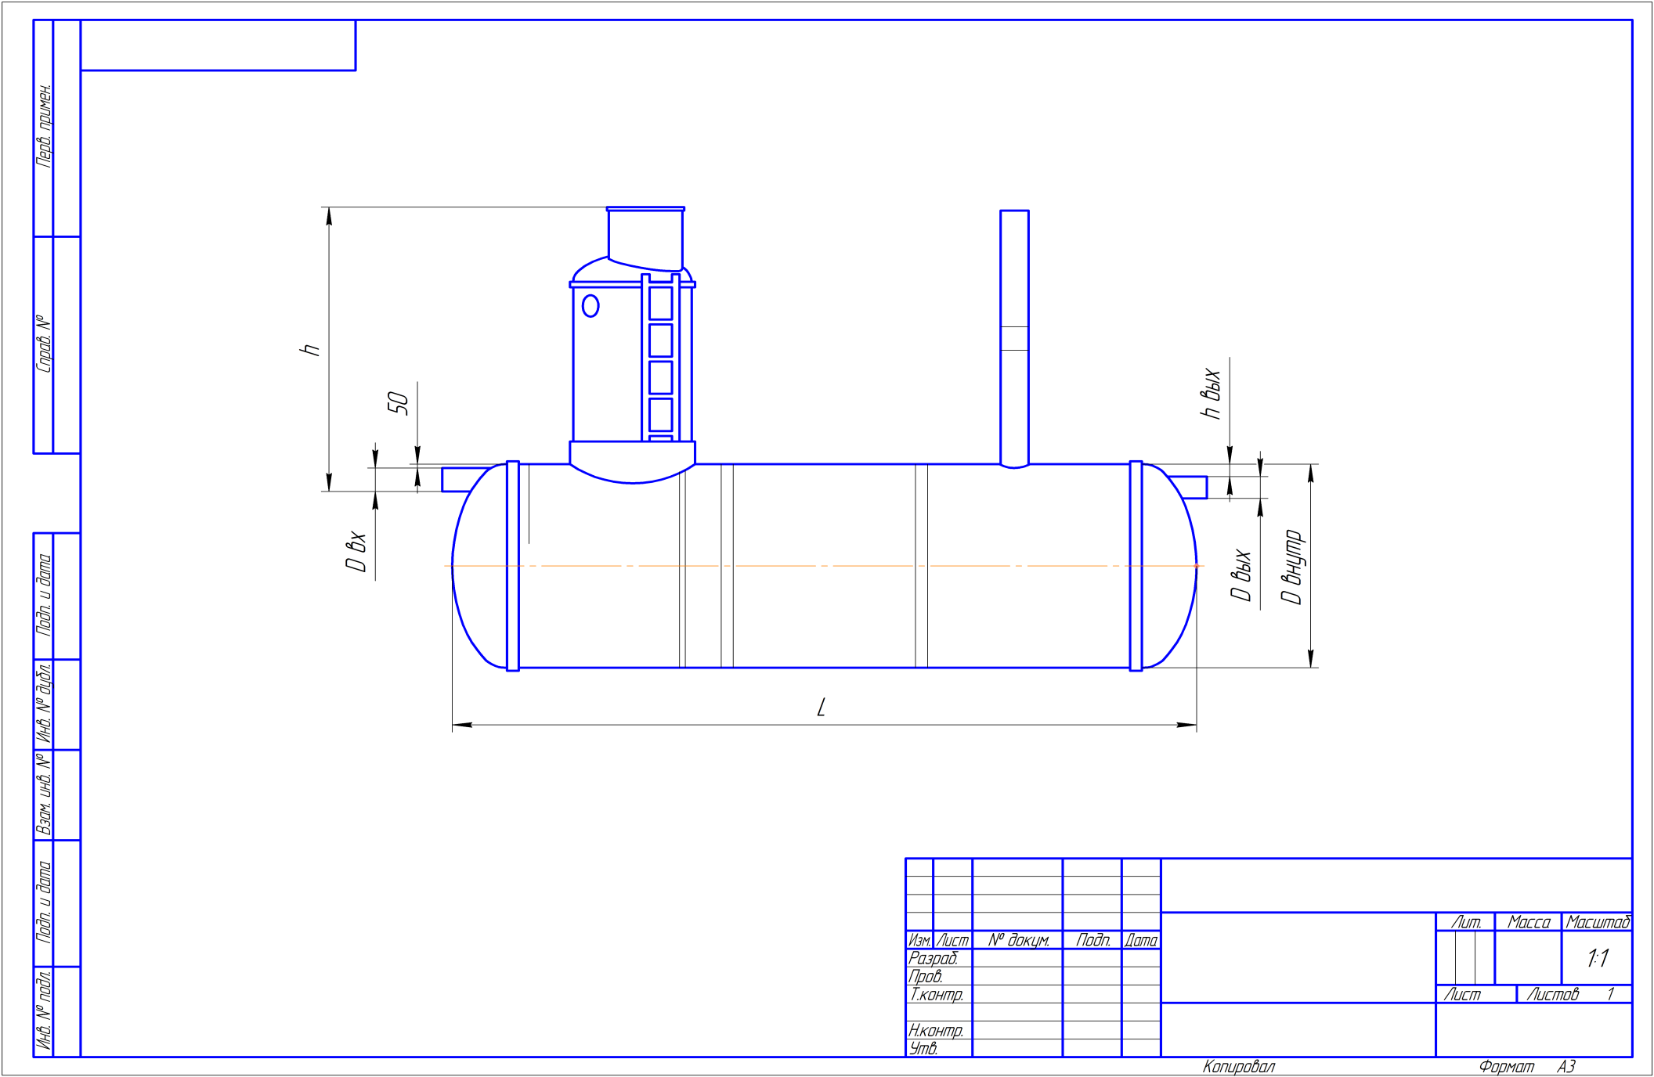 Перв. примен.
Справ. №
Подп. и дата
Инв. № дубл.
Взам. инв. №
Подп. и дата
Инв. № подл.
h
50
D вх
h вых
D вых
D внутр
L
Изм. Лист № докум. Подп. Дата
Разраб.
Пров.
Т.контр.
Н.контр.
Утв.
Лит. Масса Масштаб
1:1
Лист Листов 1
Копировал Формат А3